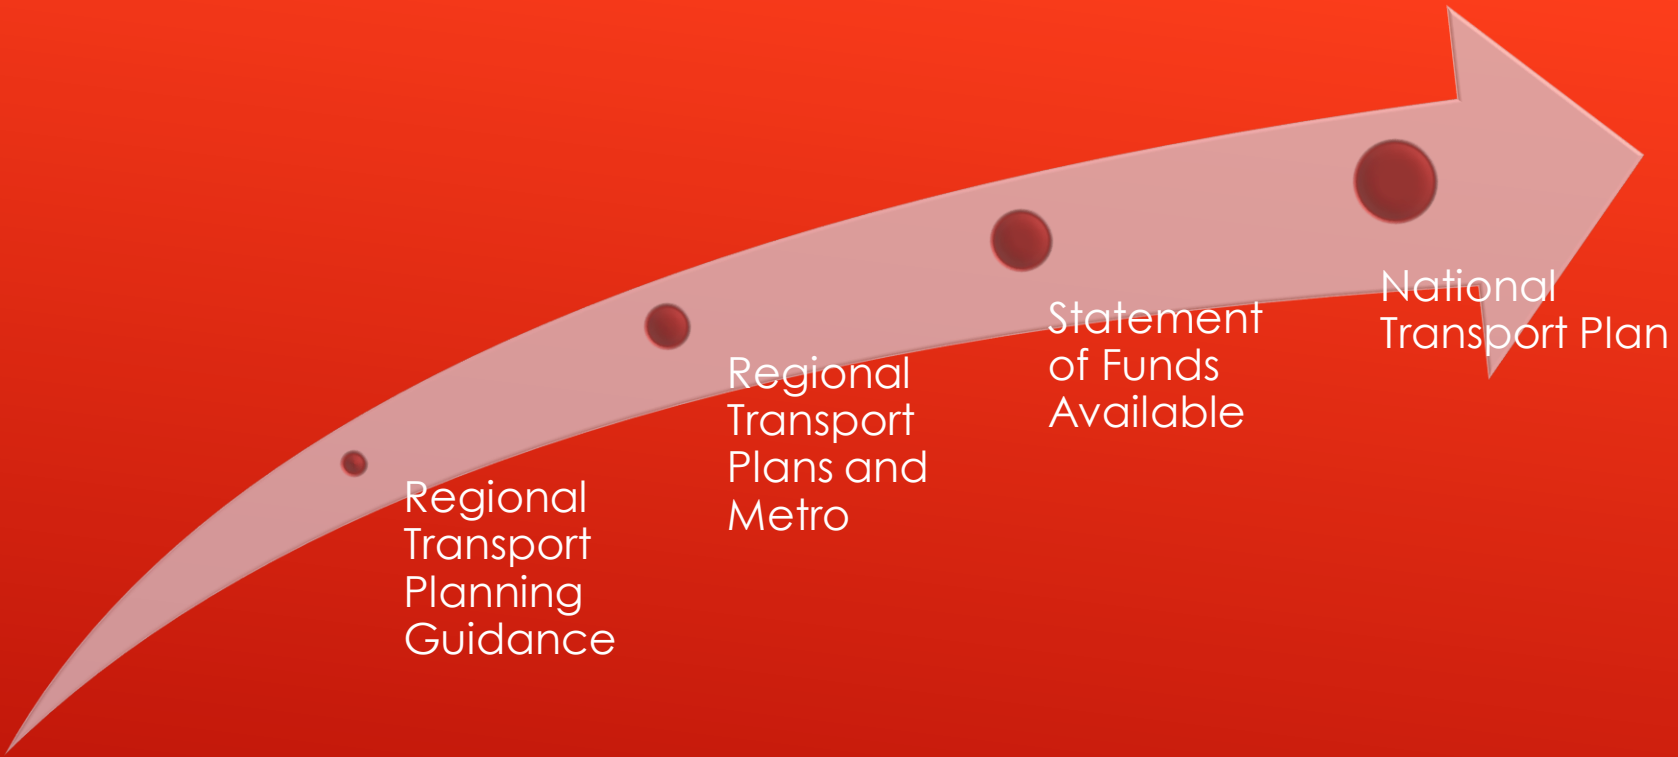 Regional
Transport
Planning
Guidance
Regional
Transport
Plans and
Metro
Statement
of Funds
Available
National
Transport Plan